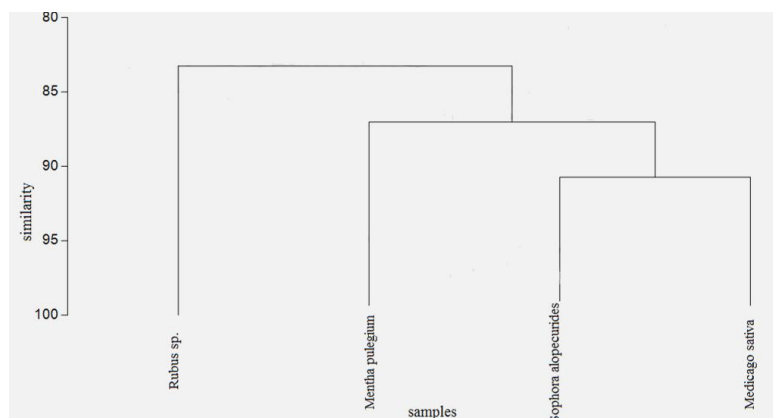 80
85
90
95
100
similarity
Rubus sp.
Mentha pulegium
Sophora alopecurides
Medicago sativa
samples